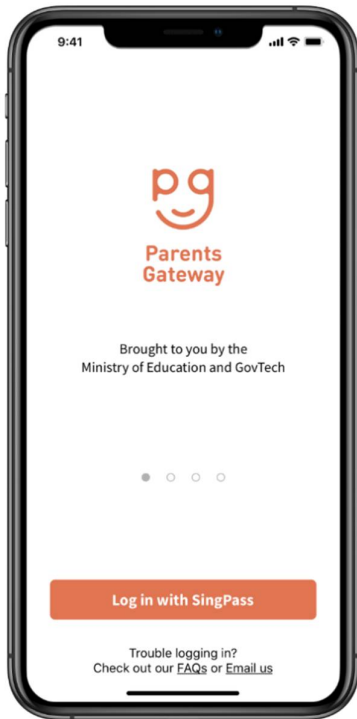 9:41
pg
Parents
Gateway
Brought to you by the
Ministry of Education and GovTech
Log in with SingPass
Trouble logging in?
Check out our FAQs or Email us